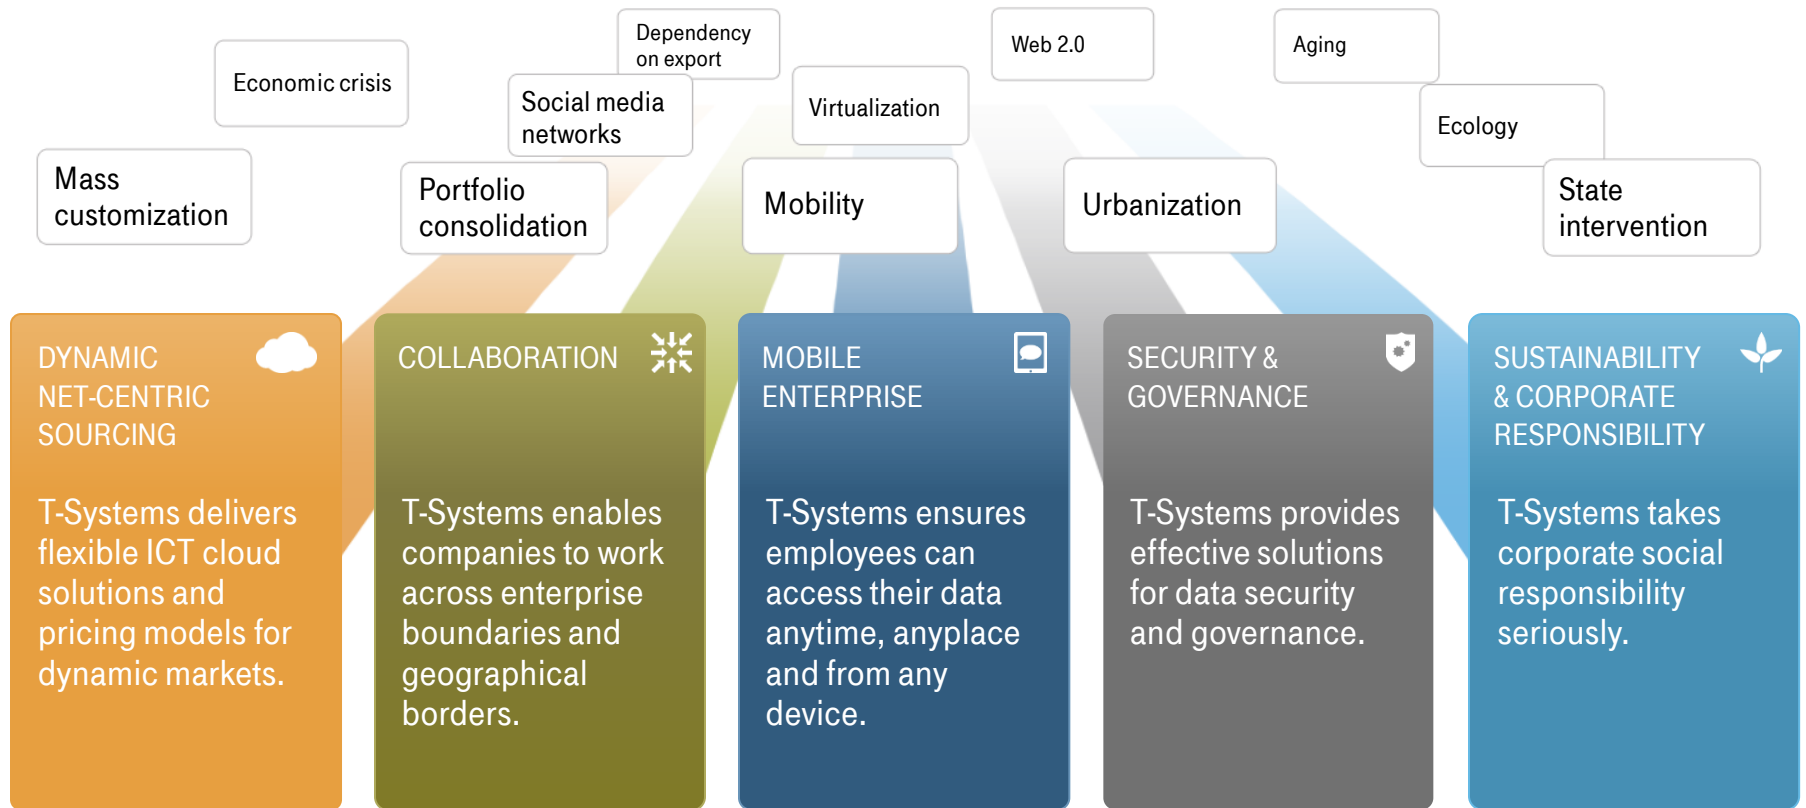 Dependency
on export
Web 2.0
Aging
Economic crisis
Social media
networks
Virtualization
Ecology
Mass
customization
Portfolio
consolidation
Mobility
Urbanization
State
intervention
DYNAMIC
NET-CENTRIC
SOURCING
T-Systems delivers
flexible ICT cloud
solutions and
pricing models for
dynamic markets.
COLLABORATION
T-Systems enables
companies to work
across enterprise
boundaries and
geographical
borders.
MOBILE
ENTERPRISE
T-Systems ensures
employees can
access their data
anytime, anyplace
and from any
device.
SECURITY &
GOVERNANCE
T-Systems provides
effective solutions
for data security
and governance.
SUSTAINABILITY
& CORPORATE
RESPONSIBILITY
T-Systems takes
corporate social
responsibility
seriously.